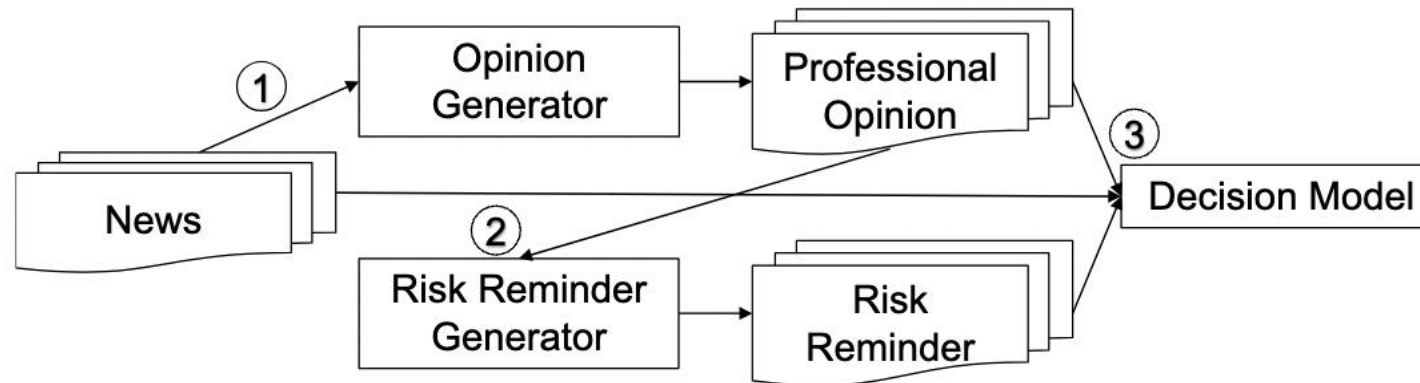 ①
Opinion
Generator
Professional
Opinion
③
News
Decision Model
②
Risk Reminder
Generator
Risk
Reminder